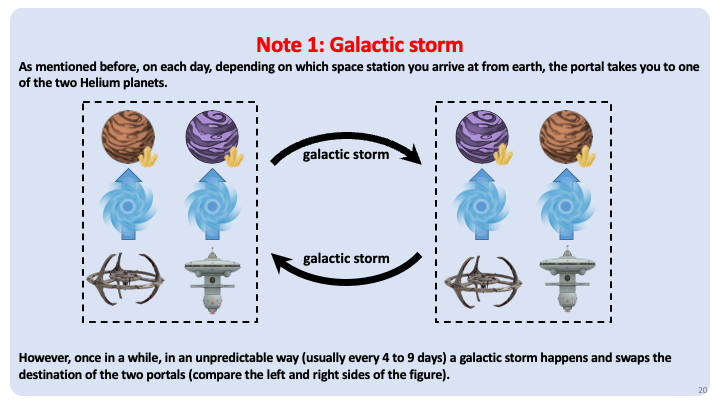 Note 1: Galactic storm
As mentioned before, on each day, depending on which space station you arrive at from earth, the portal takes you to one
of the two Helium planets.
galactic storm
galactic storm
However, once in a while, in an unpredictable way (usually every 4 to 9 days) a galactic storm happens and swaps the
destination of the two portals (compare the left and right sides of the figure).
20